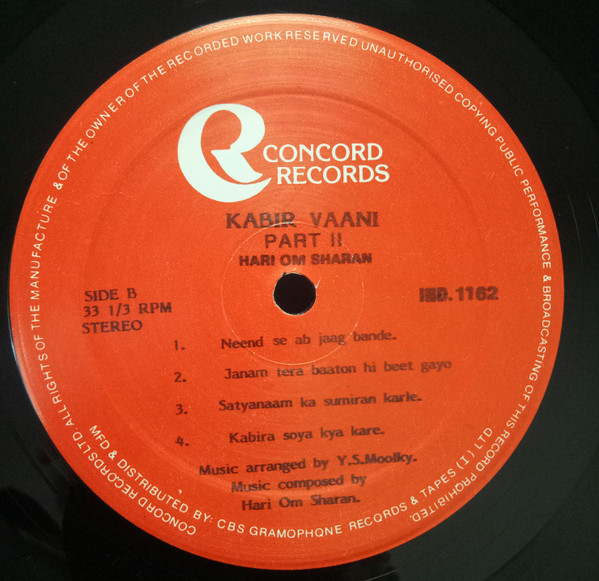 ALL RIGHTS OF THE MANUFACTURE & OF THE OWNER OF THE RECORDED WORK RESERVED UNAUTHORISED COPYING PUBLIC PERFORMANCE & BROADCASTING OF THIS RECORD PROHIBITED.
CONCORD
RECORDS
KABIR VAANI
PART II
HARI OM SHARAN
SIDE B
33 1/3 RPM
STEREO
IND.1162
1. Neend se ab jaag bande.
2. Janam tera baaton hi beet gayo
3. Satyanaam ka sumiran karle.
4. Kabira soya kya kare.
Music arranged by Y.S.Moolky.
Music composed by
Hari Om Sharan.
MFD & DISTRIBUTED BY: CBS GRAMOPHONE RECORDS & TAPES (I) LTD
CONCORD RECORDS LTD.